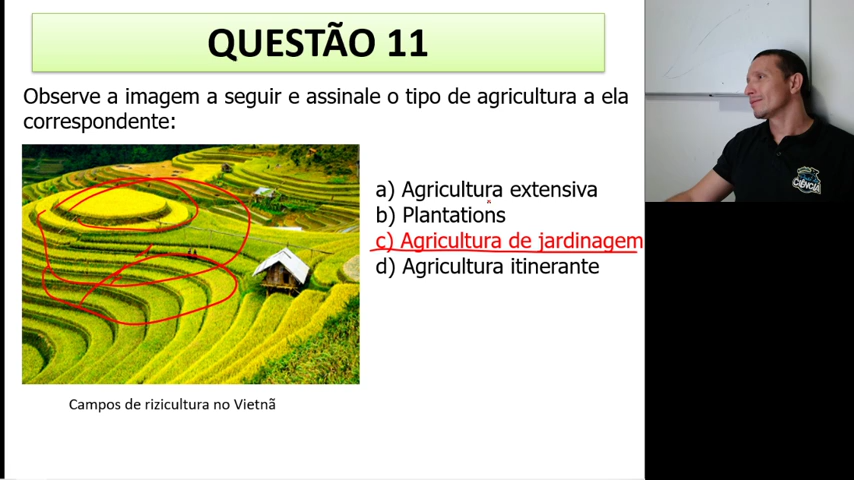 QUESTÃO 11
Observe a imagem a seguir e assinale o tipo de agricultura a ela
correspondente:
a) Agricultura extensiva
b) Plantations
c) Agricultura de jardinagem
d) Agricultura itinerante
Campos de rizicultura no Vietnã
CIÊNCIA